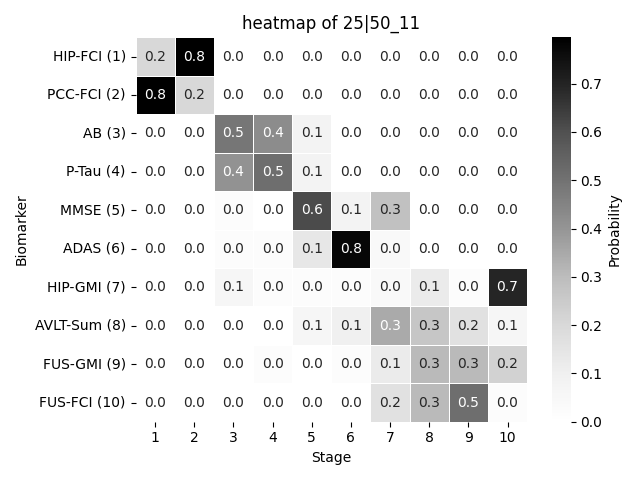 heatmap of 25|50_11
HIP-FCI (1) 0.2 0.8 0.0 0.0 0.0 0.0 0.0 0.0 0.0 0.0
PCC-FCI (2) 0.8 0.2 0.0 0.0 0.0 0.0 0.0 0.0 0.0 0.0
AB (3) 0.0 0.0 0.5 0.4 0.1 0.0 0.0 0.0 0.0 0.0
P-Tau (4) 0.0 0.0 0.4 0.5 0.1 0.0 0.0 0.0 0.0 0.0
MMSE (5) 0.0 0.0 0.0 0.0 0.6 0.1 0.3 0.0 0.0 0.0
ADAS (6) 0.0 0.0 0.0 0.0 0.1 0.8 0.0 0.0 0.0 0.0
HIP-GMI (7) 0.0 0.0 0.1 0.0 0.0 0.0 0.0 0.1 0.0 0.7
AVLT-Sum (8) 0.0 0.0 0.0 0.0 0.1 0.1 0.3 0.3 0.2 0.1
FUS-GMI (9) 0.0 0.0 0.0 0.0 0.0 0.0 0.1 0.3 0.3 0.2
FUS-FCI (10) 0.0 0.0 0.0 0.0 0.0 0.0 0.2 0.3 0.5 0.0
1 2 3 4 5 6 7 8 9 10
Stage
Biomarker
0.7
0.6
0.5
0.4
0.3
0.2
0.1
0.0
Probability